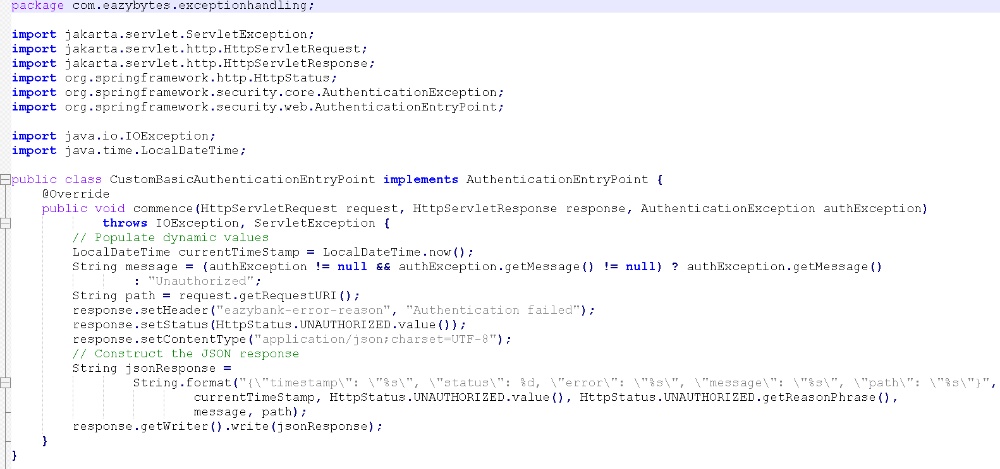 package com.eazybytes.exceptionhandling;
import jakarta.servlet.ServletException;
import jakarta.servlet.http.HttpServletRequest;
import jakarta.servlet.http.HttpServletResponse;
import org.springframework.http.HttpStatus;
import org.springframework.security.core.AuthenticationException;
import org.springframework.security.web.AuthenticationEntryPoint;
import java.io.IOException;
import java.time.LocalDateTime;
public class CustomBasicAuthenticationEntryPoint implements AuthenticationEntryPoint {
@Override
public void commence(HttpServletRequest request, HttpServletResponse response, AuthenticationException authException)
throws IOException, ServletException {
// Populate dynamic values
LocalDateTime currentTimeStamp = LocalDateTime.now();
String message = (authException != null && authException.getMessage() != null) ? authException.getMessage()
: "Unauthorized";
String path = request.getRequestURI();
response.setHeader("eazybank-error-reason", "Authentication failed");
response.setStatus(HttpStatus.UNAUTHORIZED.value());
response.setContentType("application/json;charset=UTF-8");
// Construct the JSON response
String jsonResponse =
String.format("{\"timestamp\": \"%s\", \"status\": %d, \"error\": \"%s\", \"message\": \"%s\", \"path\": \"%s\"}",
currentTimeStamp, HttpStatus.UNAUTHORIZED.value(), HttpStatus.UNAUTHORIZED.getReasonPhrase(),
message, path);
response.getWriter().write(jsonResponse);
}
}